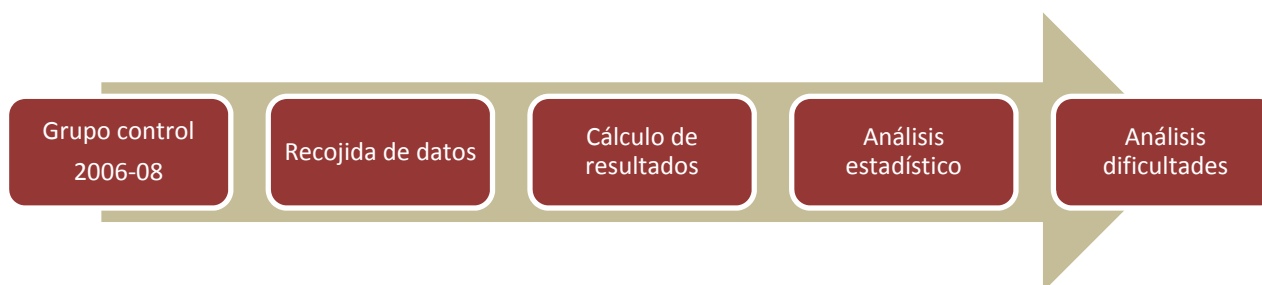 Grupo control
2006-08
Recojida de datos
Cálculo de
resultados
Análisis
estadístico
Análisis
dificultades